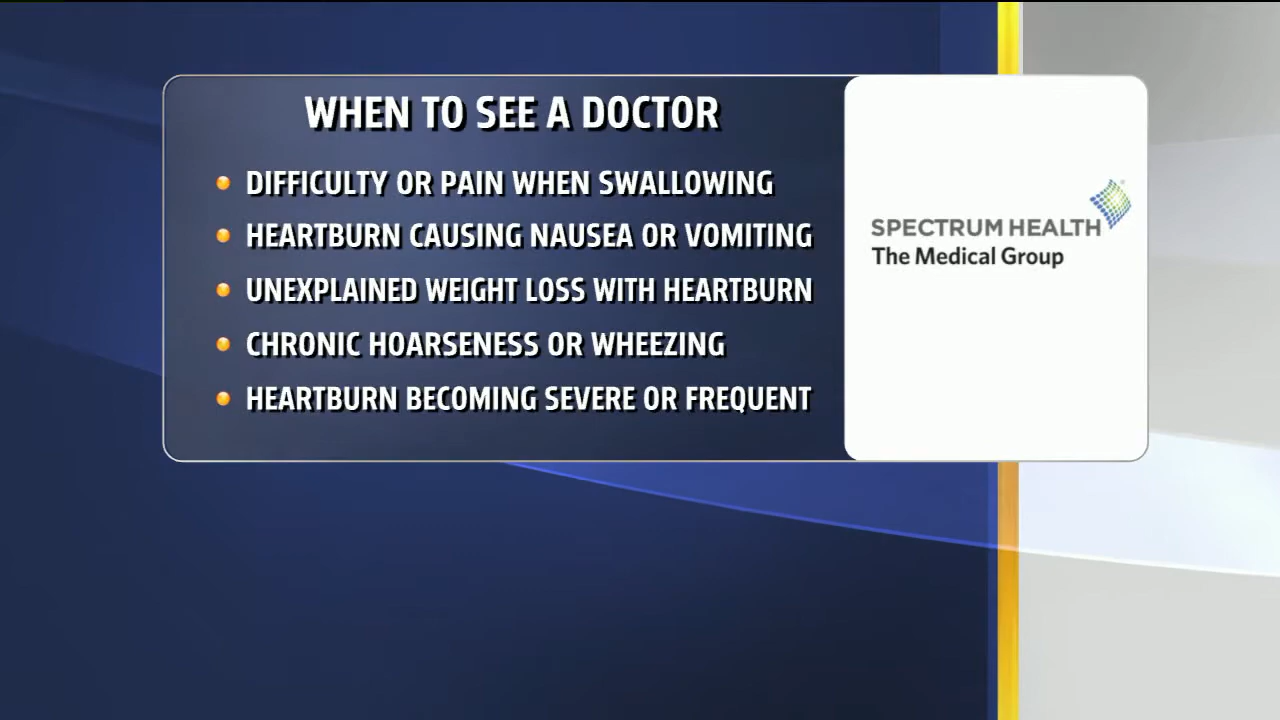 WHEN TO SEE A DOCTOR
DIFFICULTY OR PAIN WHEN SWALLOWING
HEARTBURN CAUSING NAUSEA OR VOMITING
UNEXPLAINED WEIGHT LOSS WITH HEARTBURN
CHRONIC HOARSENESS OR WHEEZING
HEARTBURN BECOMING SEVERE OR FREQUENT
SPECTRUM HEALTH
The Medical Group